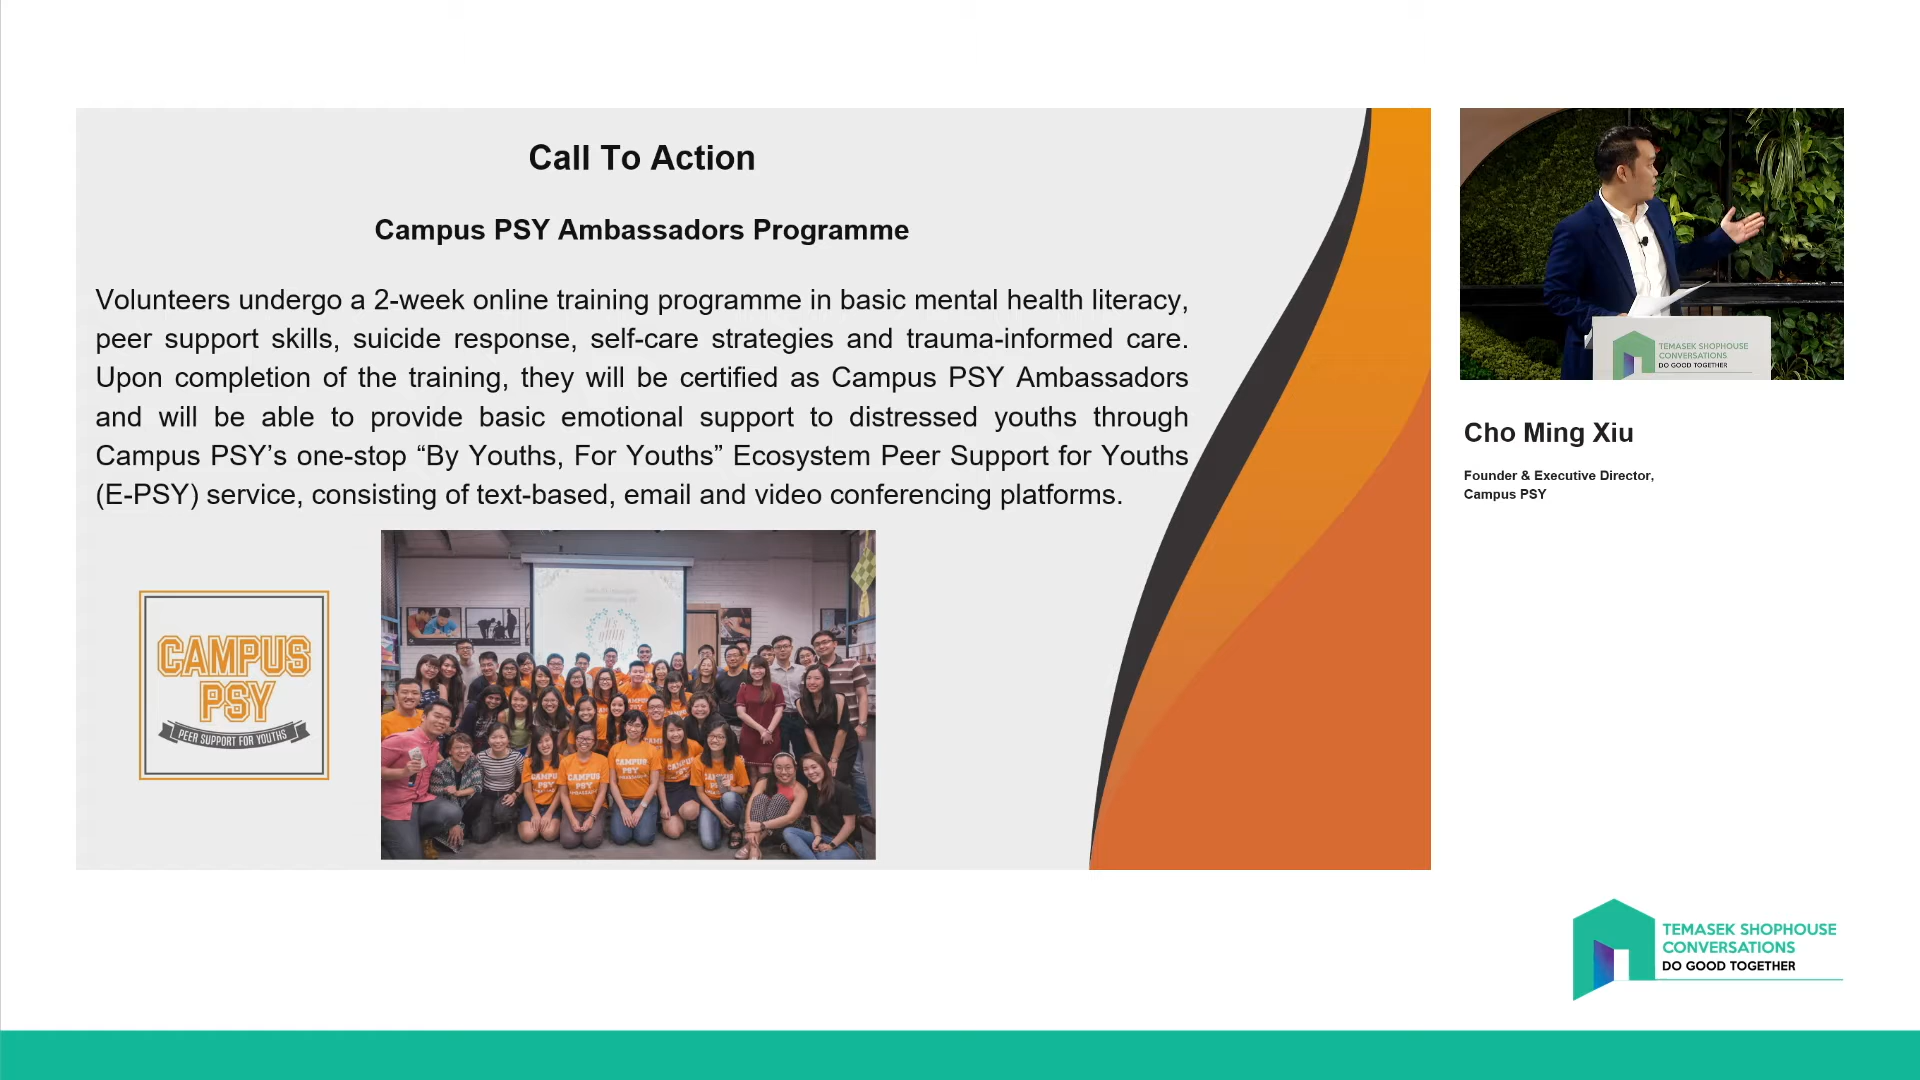 Call To Action
Campus PSY Ambassadors Programme
Volunteers undergo a 2-week online training programme in basic mental health literacy,
peer support skills, suicide response, self-care strategies and trauma-informed care.
Upon completion of the training, they will be certified as Campus PSY Ambassadors
and will be able to provide basic emotional support to distressed youths through
Campus PSY’s one-stop “By Youths, For Youths” Ecosystem Peer Support for Youths
(E-PSY) service, consisting of text-based, email and video conferencing platforms.
CAMPUS
PSY
PEER SUPPORT FOR YOUTHS
CAMPUS
PSY
TEMASEK SHOPHOUSE
CONVERSATIONS
DO GOOD TOGETHER
Cho Ming Xiu
Founder & Executive Director,
Campus PSY
TEMASEK SHOPHOUSE
CONVERSATIONS
DO GOOD TOGETHER